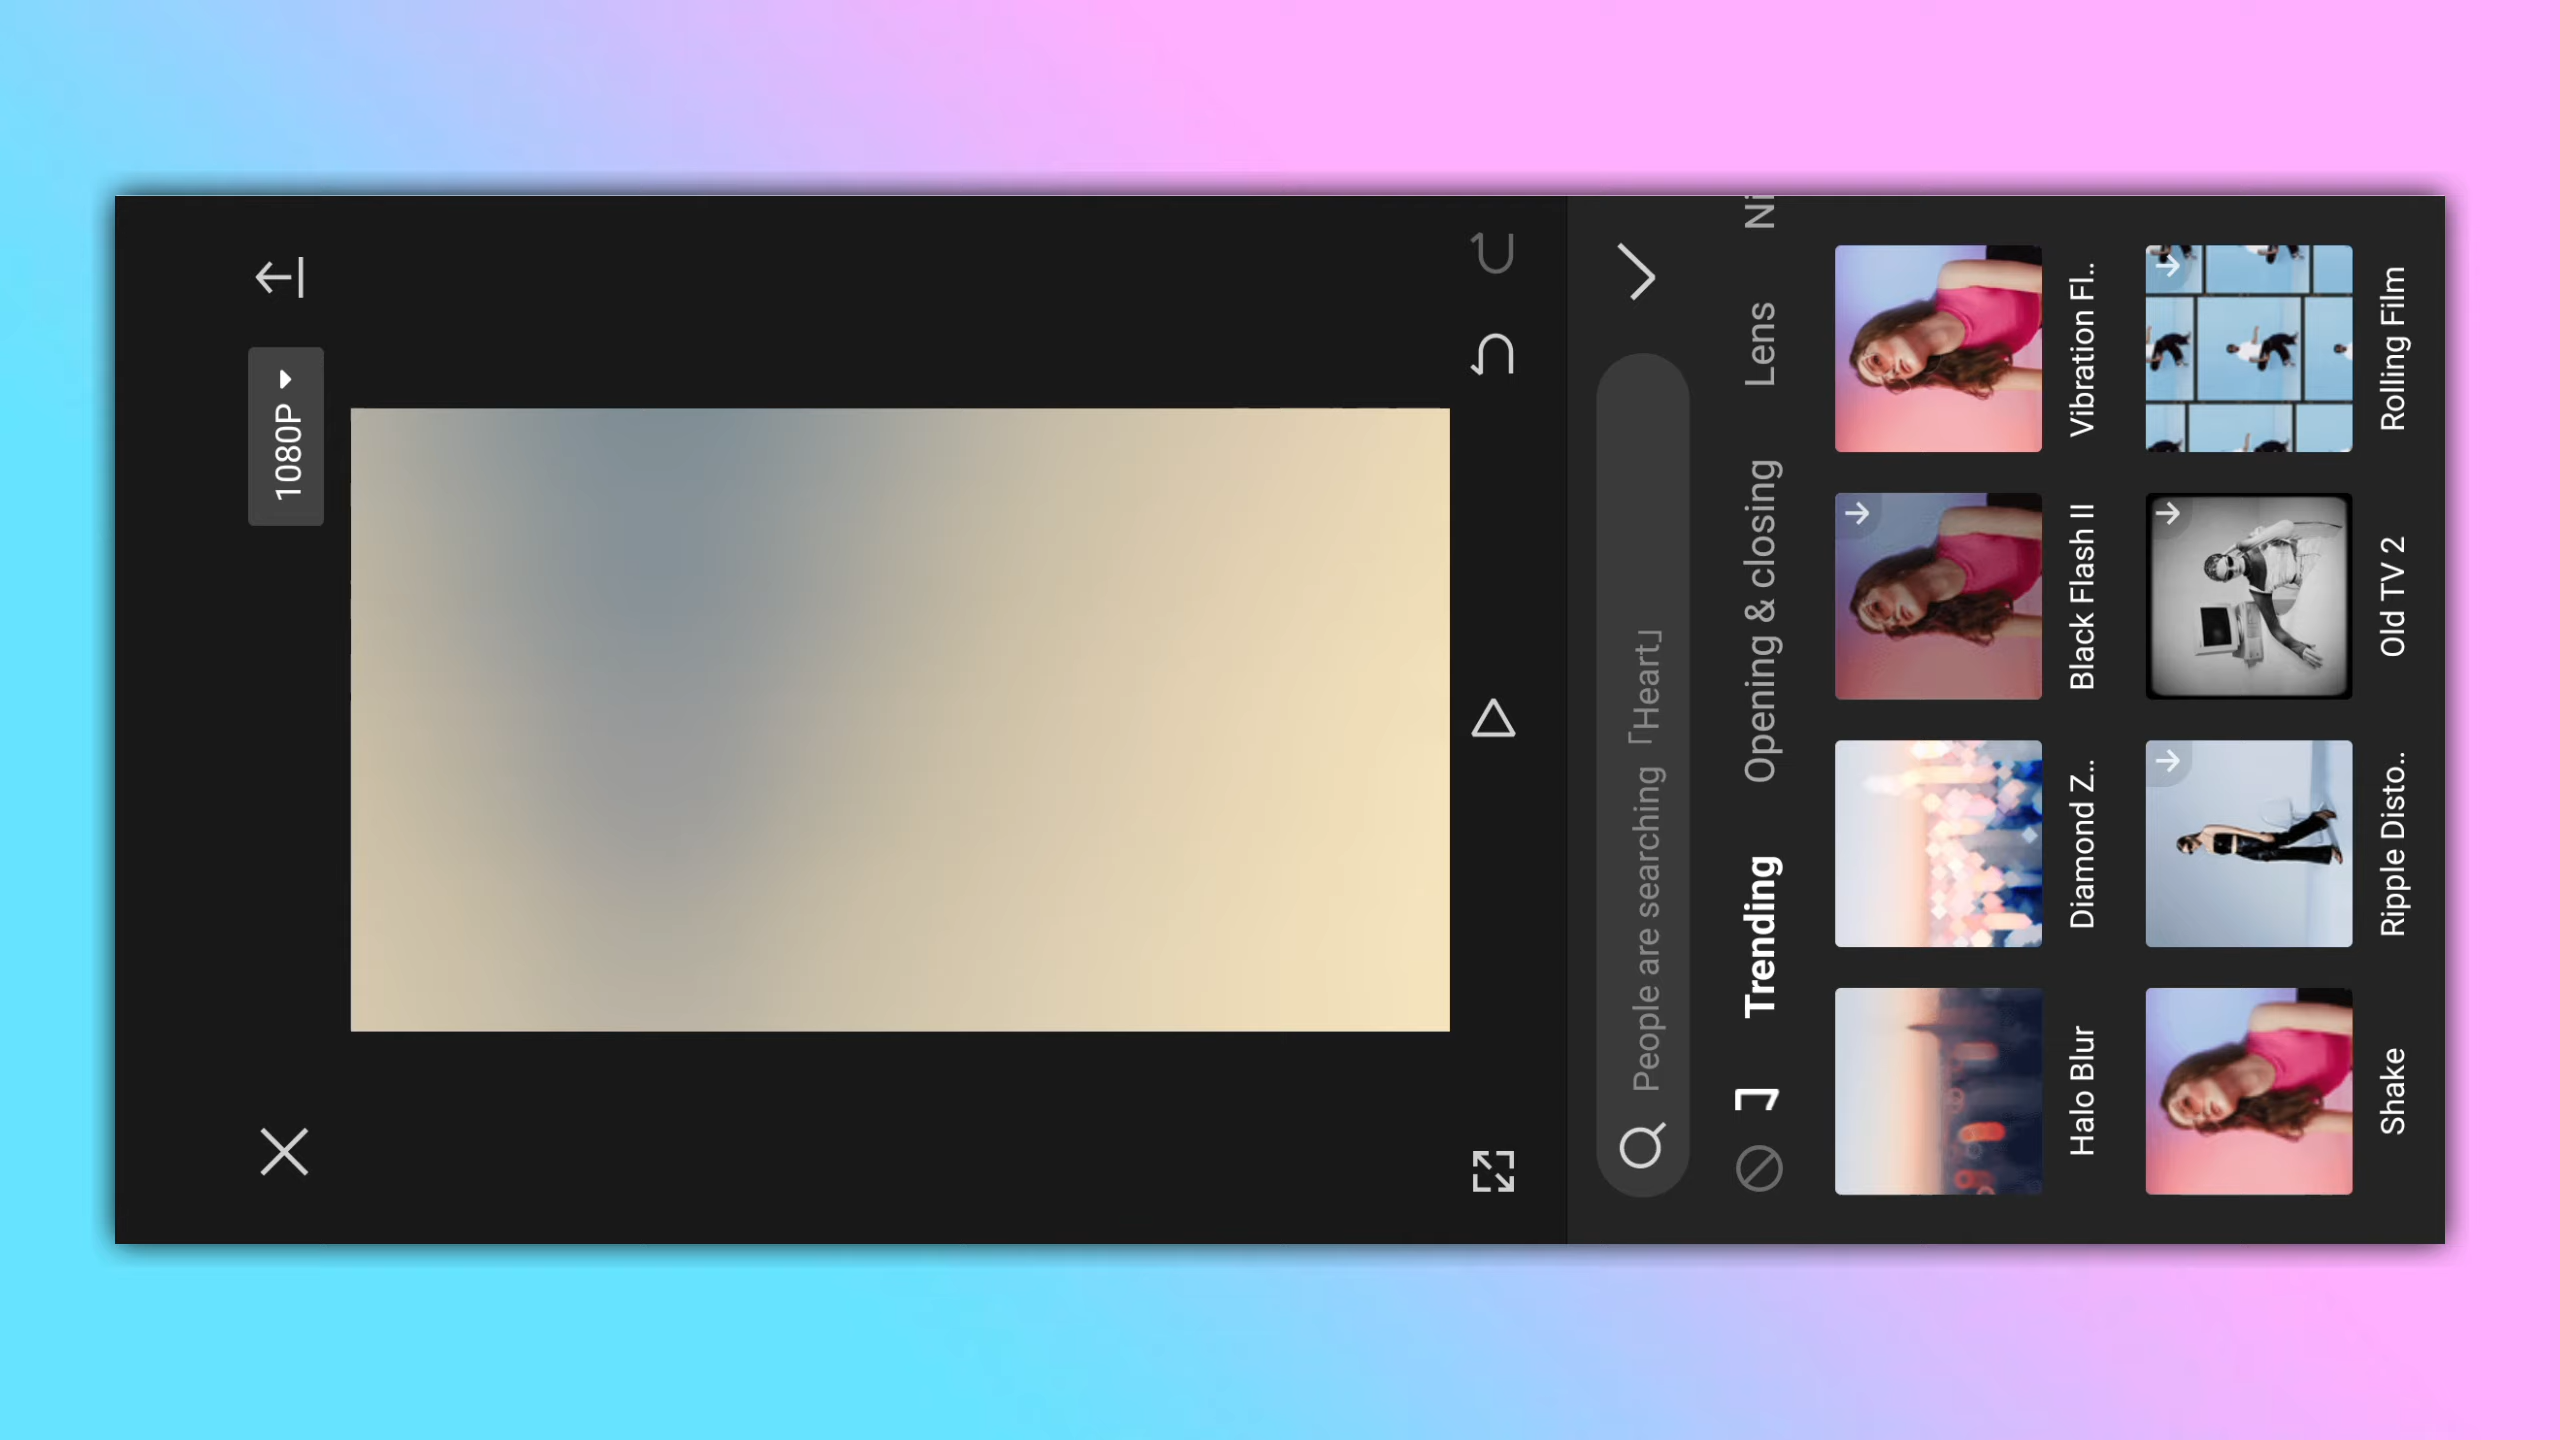 1080P
People are searching 「Heart」
Trending Opening & closing Lens Ni
Halo Blur Diamond Z.. Black Flash II Vibration Fl..
Shake Ripple Disto.. Old TV 2 Rolling Film